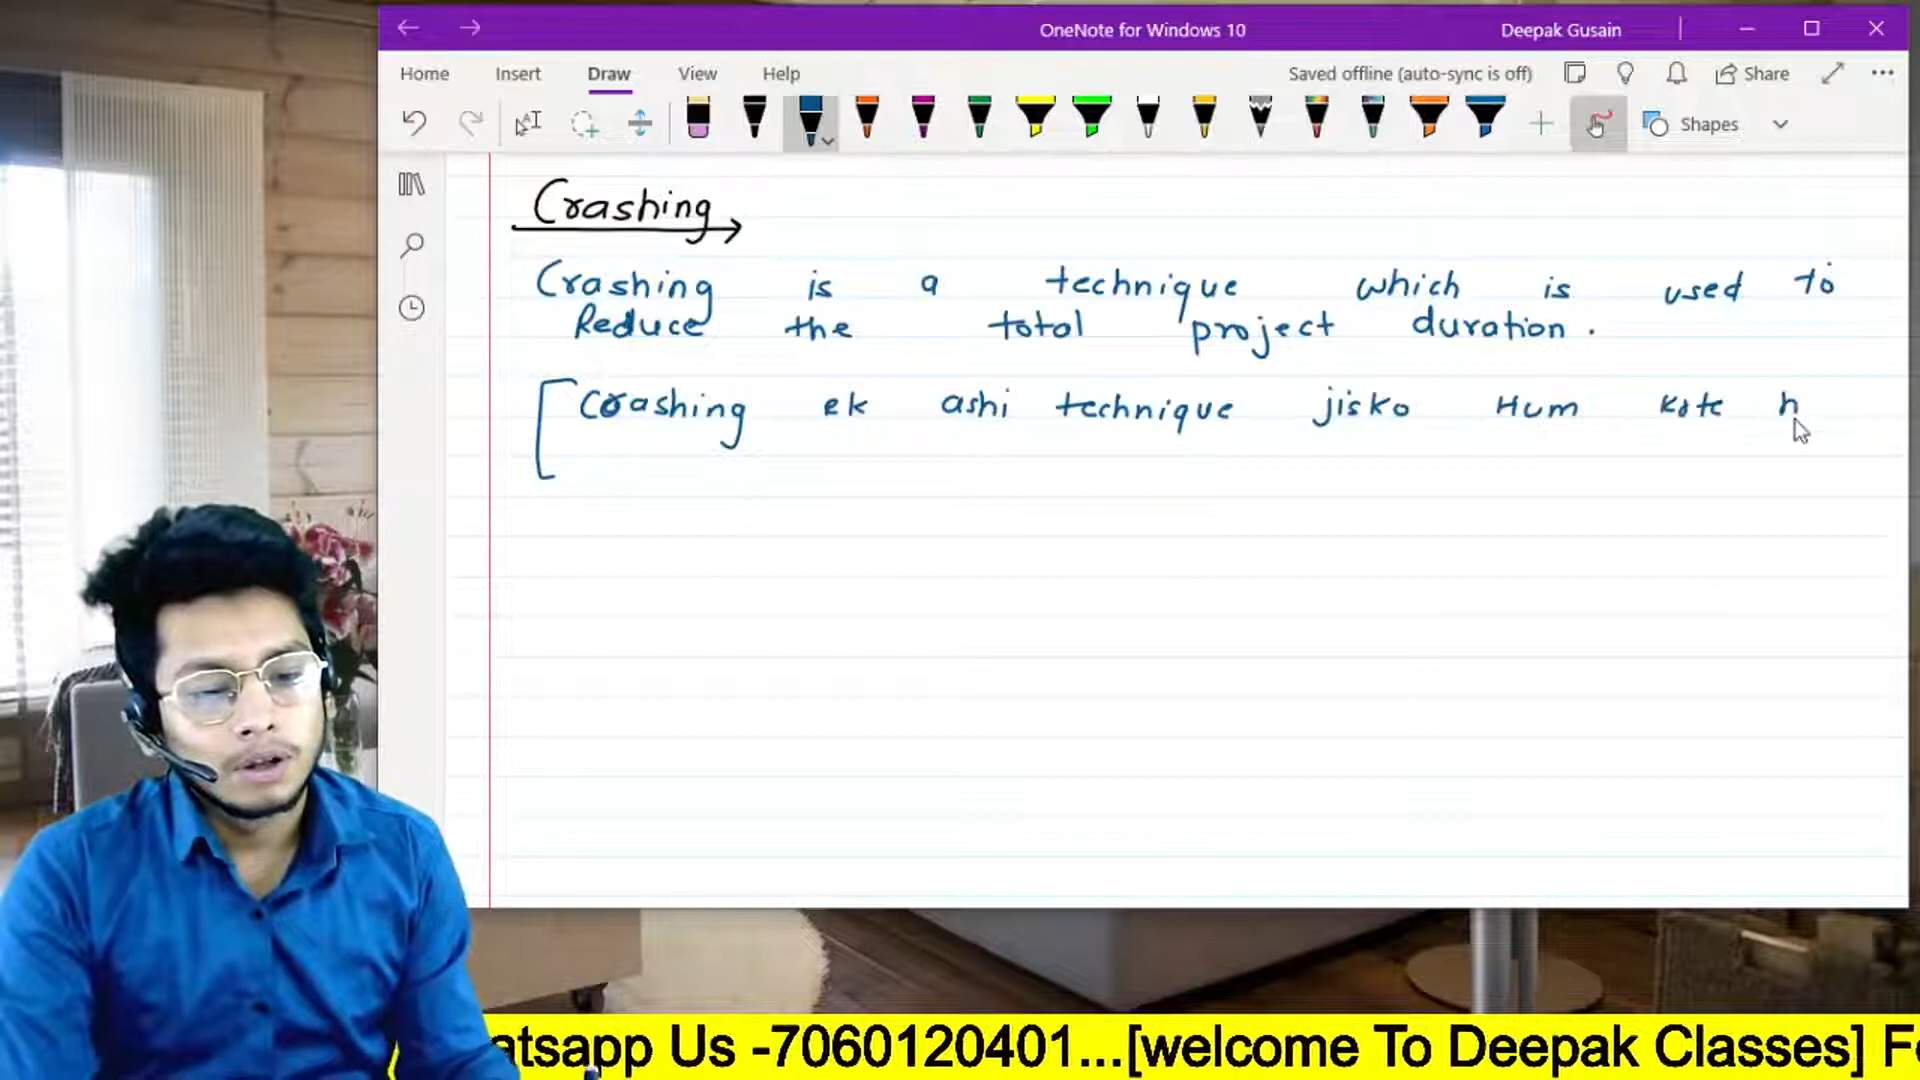 OneNote for Windows 10 Deepak Gusain
Home Insert Draw View Help Saved offline (auto-sync is off) Share
Shapes
Crashing
Crashing is a technique which is used to
Reduce the total project duration.
Crashing ek ashi technique jisko Hum krte h
atsapp Us -7060120401...[welcome To Deepak Classes] Fo